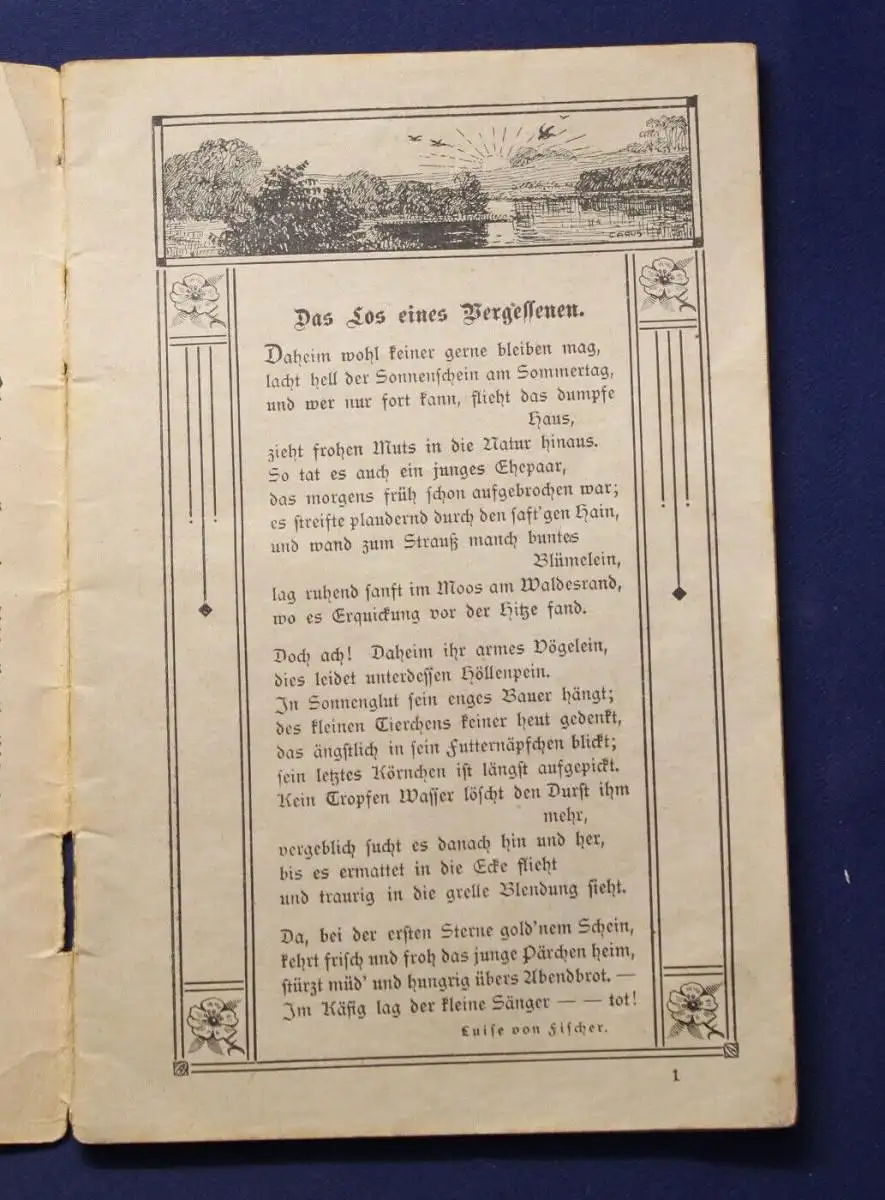 CARUS
Das Los eines Vergessenen.
Daheim wohl keiner gerne bleiben mag,
lacht hell der Sonnenschein am Sommertag,
und wer nur fort kann, flieht das dumpfe
Haus,
zieht frohen Muts in die Natur hinaus.
So tat es auch ein junges Ehepaar,
das morgens früh schon aufgebrochen war;
es streifte plaudernd durch den saft'gen Hain,
und wand zum Strauß manch buntes
Blümelein,
lag ruhend sanft im Moos am Waldesrand,
wo es Erquickung vor der Hitze fand.
Doch ach! Daheim ihr armes Vögelein,
dies leidet unterdessen Höllenpein.
In Sonnenglut sein enges Bauer hängt;
des kleinen Tierchens keiner heut gedenkt,
das ängstlich in sein Futternäpfchen blickt;
sein letztes Körnchen ist längst aufgepickt.
Kein Tropfen Wasser löscht den Durst ihm
mehr,
vergeblich sucht es danach hin und her,
bis es ermattet in die Ecke flieht
und traurig in die grelle Blendung sieht.
Da, bei der ersten Sterne gold'nem Schein,
kehrt frisch und froh das junge Pärchen heim,
stürzt müd' und hungrig übers Abendbrot. —
Im Käfig lag der kleine Sänger — — tot!
Luise von Fischer.
1